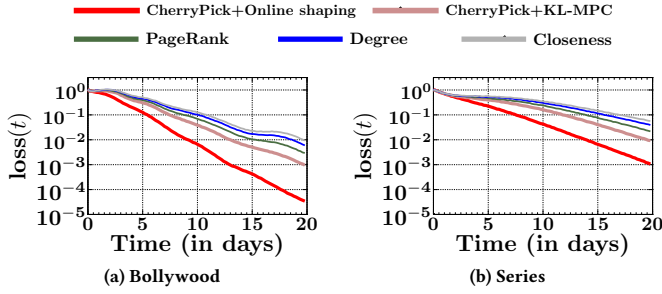 CherryPick+Online shaping CherryPick+KL-MPC
PageRank Degree Closeness
loss(t)
10^0
10^-1
10^-2
10^-3
10^-4
10^-5
0 5 10 15 20
Time (in days)
(a) Bollywood
loss(t)
10^0
10^-1
10^-2
10^-3
10^-4
10^-5
0 5 10 15 20
Time (in days)
(b) Series